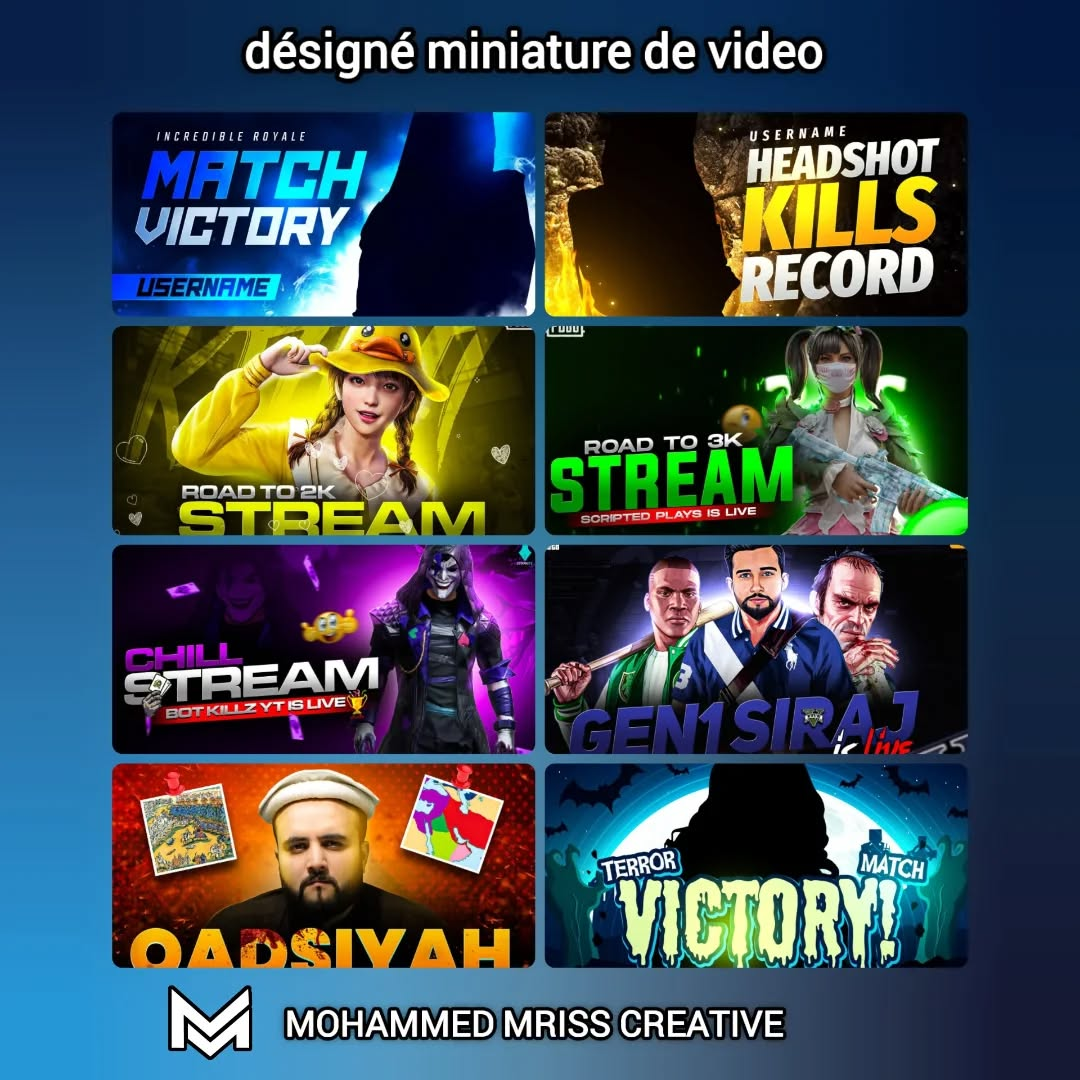 désigné miniature de video
INCREDIBLE ROYALE
MATCH
VICTORY
USERNAME
USERNAME
HEADSHOT
KILLS
RECORD
ROAD TO 2K
STREAM
PUBG
ROAD TO 3K
STREAM
SCRIPTED PLAYS IS LIVE
CHILL
STREAM
BOT KILLZ YT IS LIVE
GEN1 SIRAJ
is live
QADSIYAH
TERROR
MATCH
VICTORY!
MOHAMMED MRISS CREATIVE